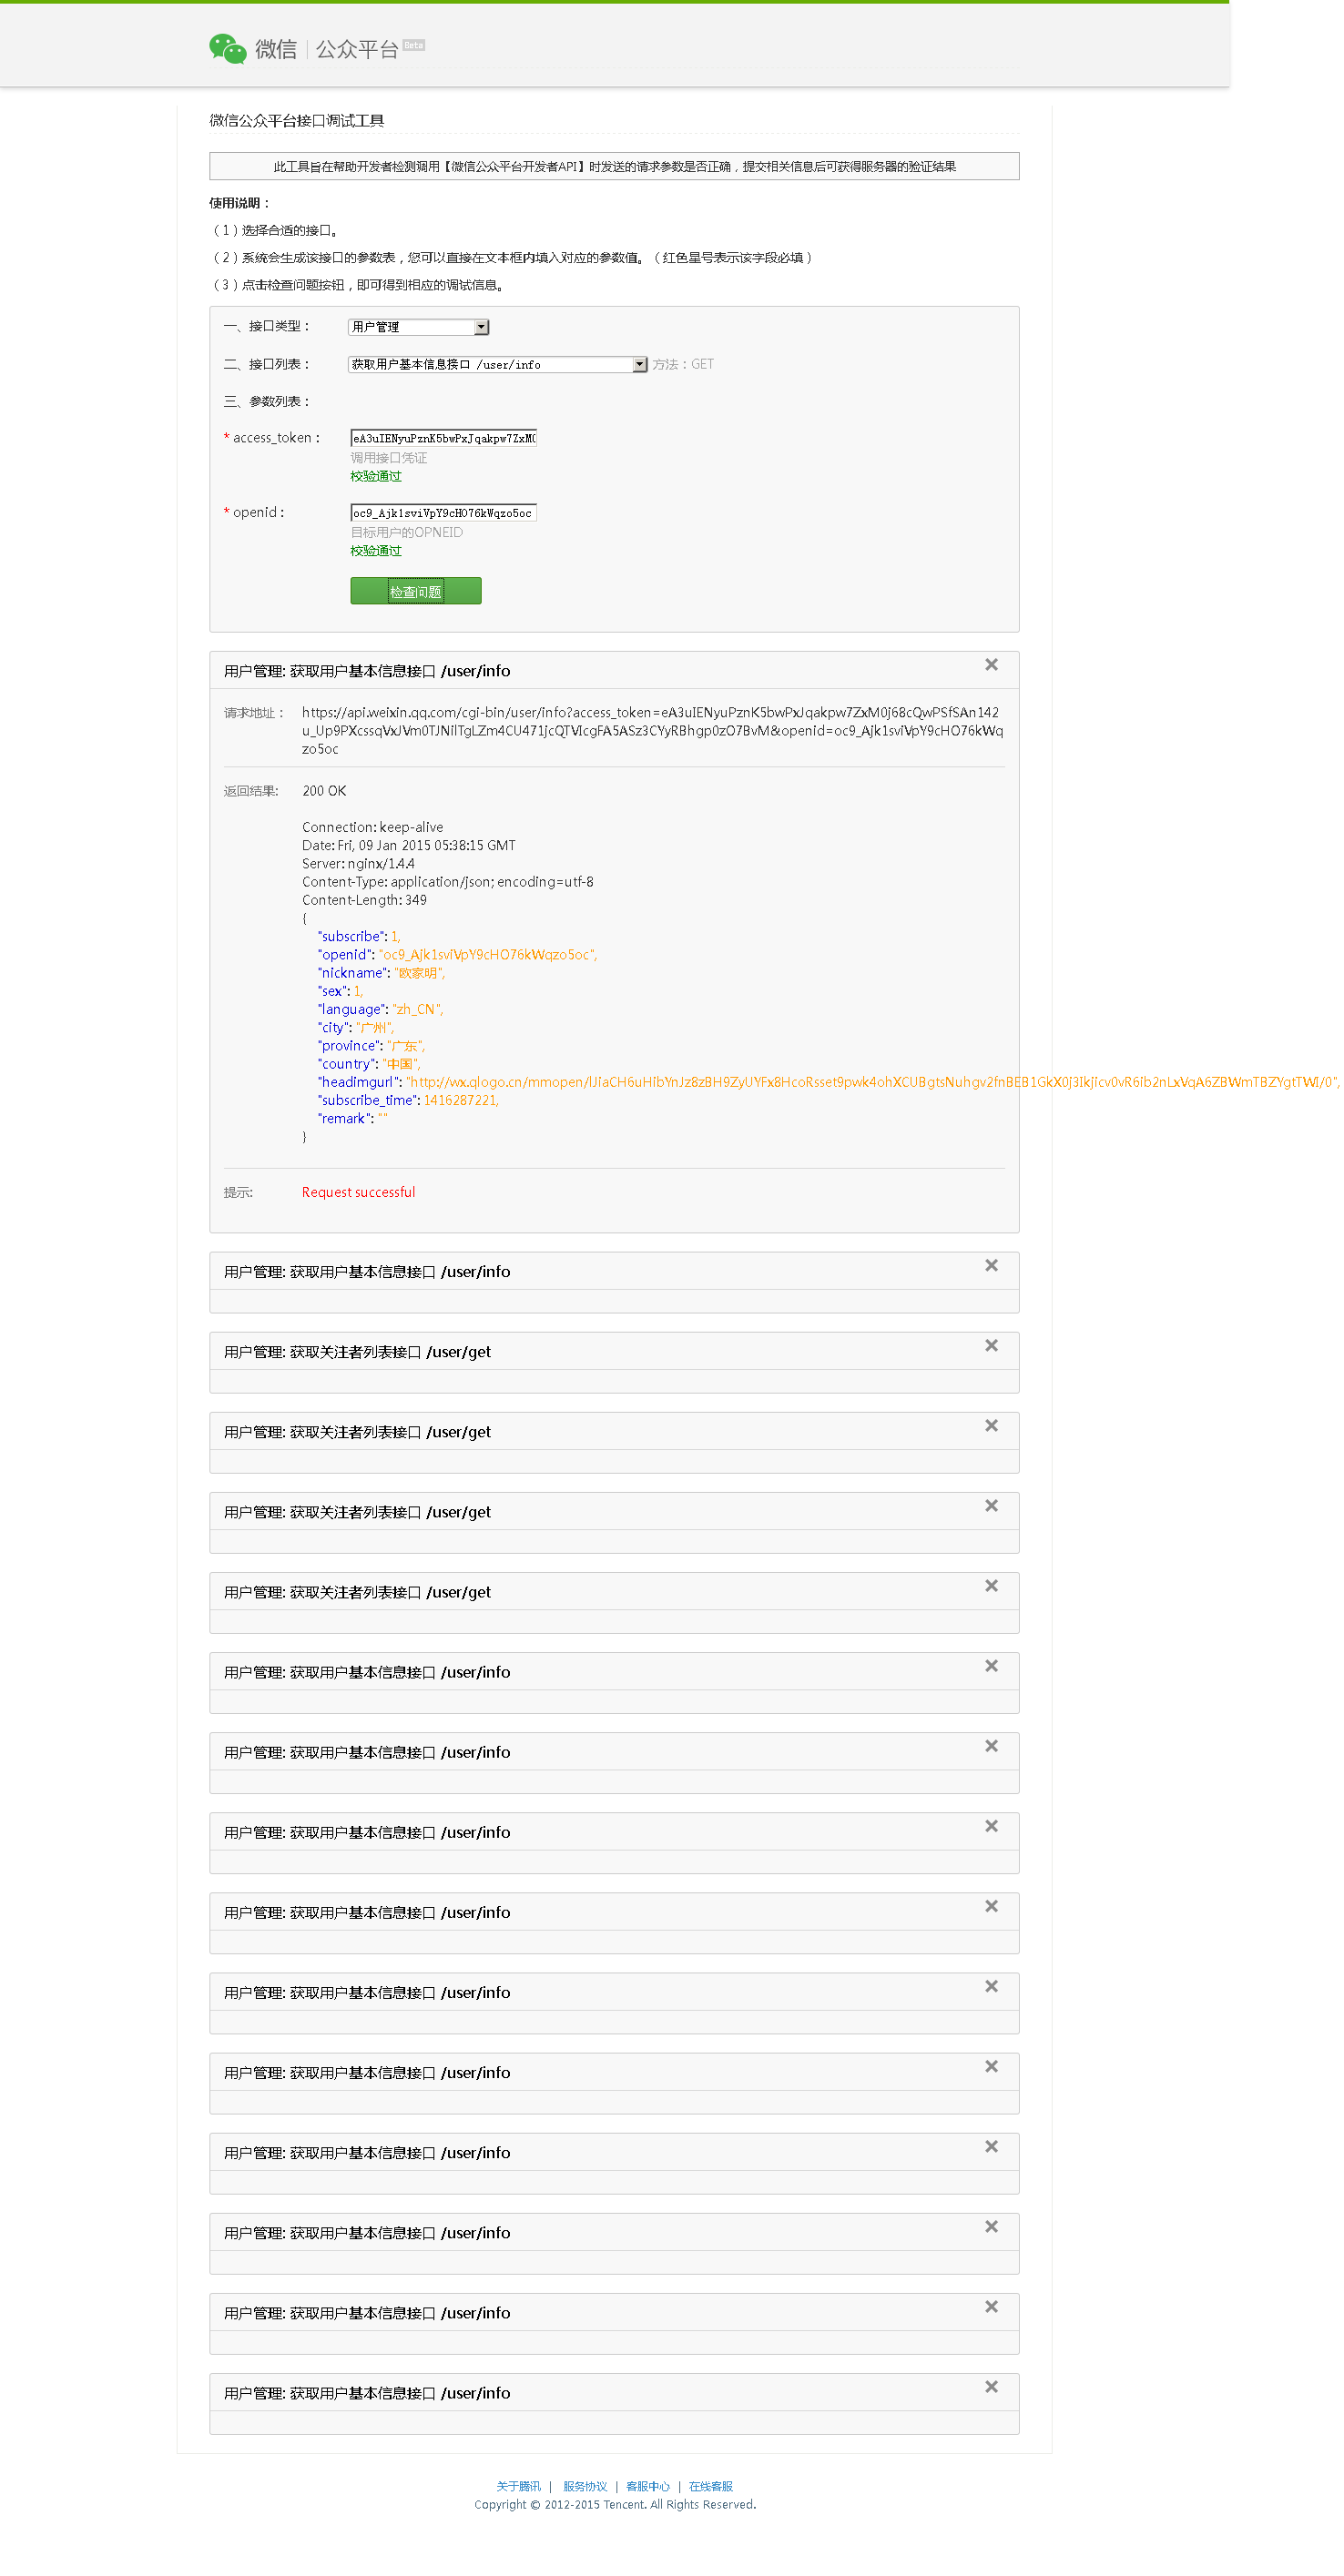 微信 | 公众平台 Beta
微信公众平台接口调试工具
此工具旨在帮助开发者检测调用【微信公众平台开发者API】时发送的请求参数是否正确，提交相关信息后可获得服务器的验证结果
使用说明：
（1）选择合适的接口。
（2）系统会生成该接口的参数表，您可以直接在文本框内填入对应的参数值。（红色星号表示该字段必填）
（3）点击检查问题按钮，即可得到相应的调试信息。
一、接口类型： 用户管理
二、接口列表： 获取用户基本信息接口 /user/info 方法：GET
三、参数列表：
* access_token： eA3uIENyuPznK5bwPxJqakpw7ZxM0
调用接口凭证
校验通过
* openid： oc9_Ajk1sviVpY9cHO76kWqzo5oc
目标用户的OPNEID
校验通过
检查问题
用户管理: 获取用户基本信息接口 /user/info
请求地址： https://api.weixin.qq.com/cgi-bin/user/info?access_token=eA3uIENyuPznK5bwPxJqakpw7ZxM0j68cQwPSfSAn142
u_Up9PXcssqVxJVm0TJNilTgLZm4CU471jcQTVIcgFA5ASz3CYyRBhgp0zO7BvM&openid=oc9_Ajk1sviVpY9cHO76kWq
zo5oc
返回结果: 200 OK
Connection: keep-alive
Date: Fri, 09 Jan 2015 05:38:15 GMT
Server: nginx/1.4.4
Content-Type: application/json; encoding=utf-8
Content-Length: 349
{
"subscribe": 1,
"openid": "oc9_Ajk1sviVpY9cHO76kWqzo5oc",
"nickname": "欧家明",
"sex": 1,
"language": "zh_CN",
"city": "广州",
"province": "广东",
"country": "中国",
"headimgurl": "http://wx.qlogo.cn/mmopen/lJiaCH6uHibYnJz8zBH9ZyUYFx8HcoRsset9pwk4ohXCUBgtsNuhgv2fnBEB1GkX0j3Ikjicv0vR6ib2nLxVqA6ZBWmTBZYgtTWI/0",
"subscribe_time": 1416287221,
"remark": ""
}
提示: Request successful
用户管理: 获取用户基本信息接口 /user/info
用户管理: 获取关注者列表接口 /user/get
用户管理: 获取关注者列表接口 /user/get
用户管理: 获取关注者列表接口 /user/get
用户管理: 获取关注者列表接口 /user/get
用户管理: 获取用户基本信息接口 /user/info
用户管理: 获取用户基本信息接口 /user/info
用户管理: 获取用户基本信息接口 /user/info
用户管理: 获取用户基本信息接口 /user/info
用户管理: 获取用户基本信息接口 /user/info
用户管理: 获取用户基本信息接口 /user/info
用户管理: 获取用户基本信息接口 /user/info
用户管理: 获取用户基本信息接口 /user/info
用户管理: 获取用户基本信息接口 /user/info
用户管理: 获取用户基本信息接口 /user/info
关于腾讯 | 服务协议 | 客服中心 | 在线客服
Copyright © 2012-2015 Tencent. All Rights Reserved.